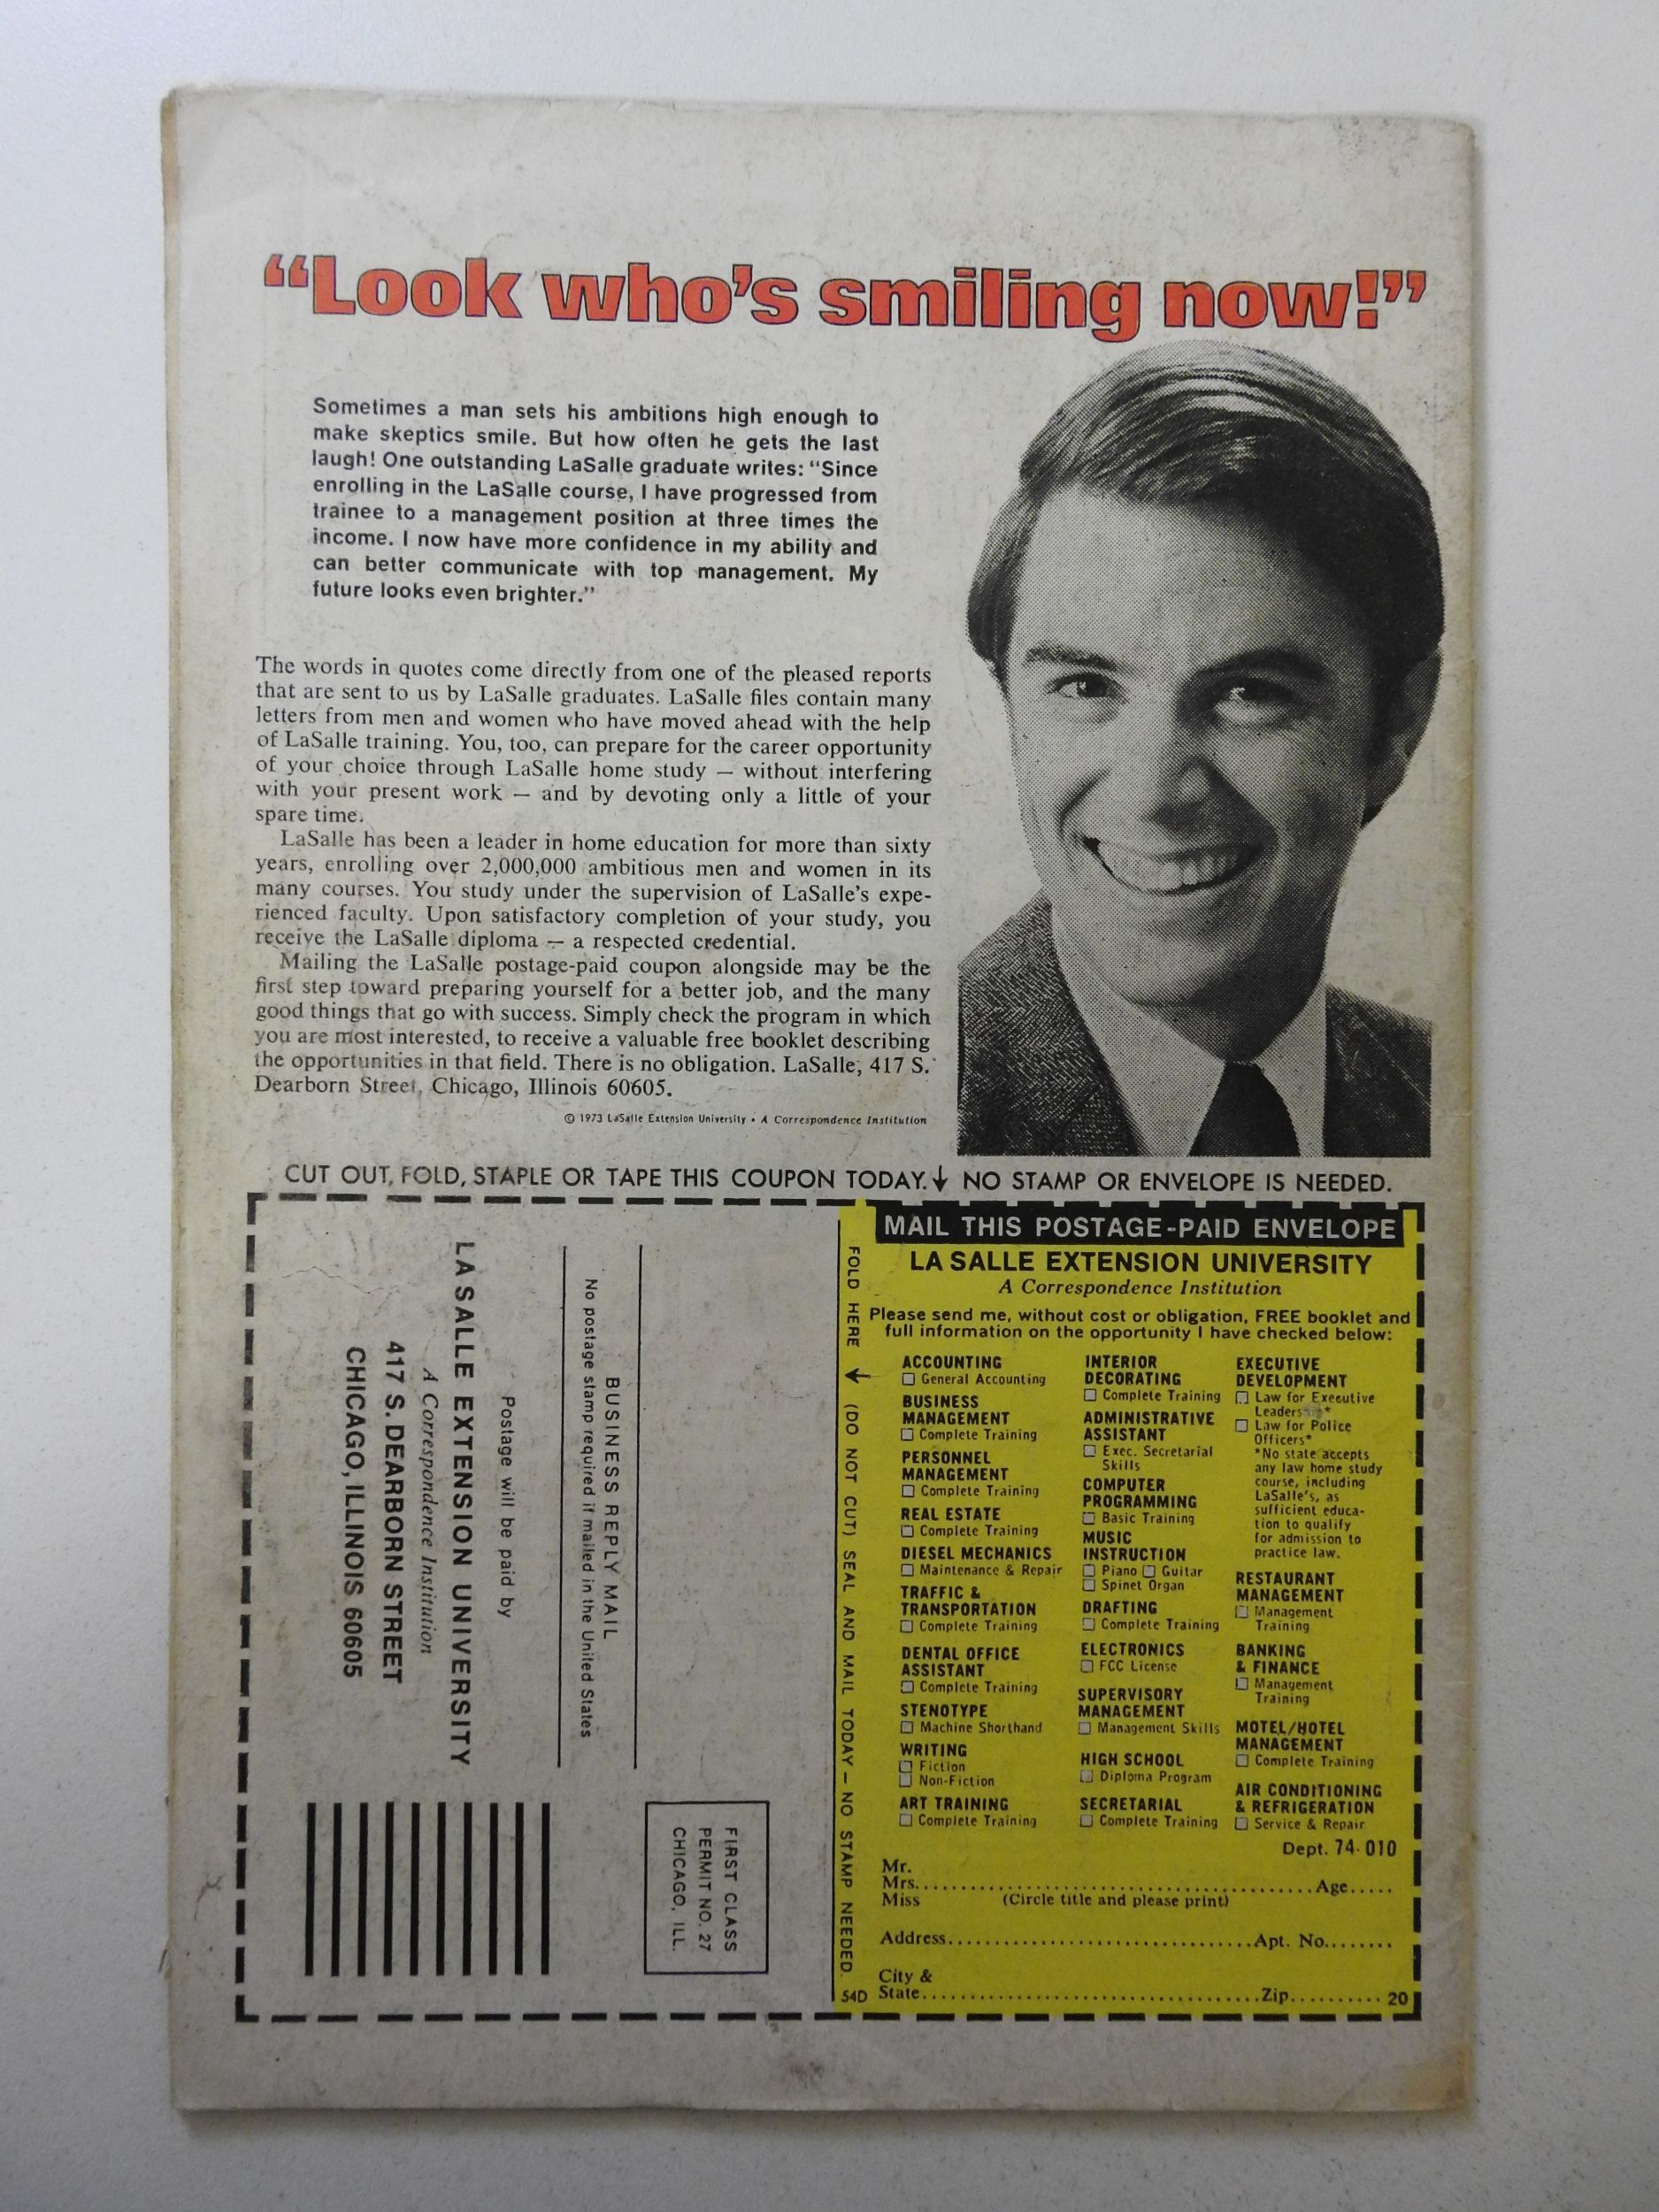 “Look who’s smiling now!”
Sometimes a man sets his ambitions high enough to
make skeptics smile. But how often he gets the last
laugh! One outstanding LaSalle graduate writes: “Since
enrolling in the LaSalle course, I have progressed from
trainee to a management position at three times the
income. I now have more confidence in my ability and
can better communicate with top management. My
future looks even brighter.”
The words in quotes come directly from one of the pleased reports
that are sent to us by LaSalle graduates. LaSalle files contain many
letters from men and women who have moved ahead with the help
of LaSalle training. You, too, can prepare for the career opportunity
of your choice through LaSalle home study — without interfering
with your present work — and by devoting only a little of your
spare time.
LaSalle has been a leader in home education for more than sixty
years, enrolling over 2,000,000 ambitious men and women in its
many courses. You study under the supervision of LaSalle’s expe-
rienced faculty. Upon satisfactory completion of your study, you
receive the LaSalle diploma — a respected credential.
Mailing the LaSalle postage-paid coupon alongside may be the
first step toward preparing yourself for a better job, and the many
good things that go with success. Simply check the program in which
you are most interested, to receive a valuable free booklet describing
the opportunities in that field. There is no obligation. LaSalle, 417 S.
Dearborn Street, Chicago, Illinois 60605.
© 1973 LaSalle Extension University • A Correspondence Institution
CUT OUT, FOLD, STAPLE OR TAPE THIS COUPON TODAY.↓ NO STAMP OR ENVELOPE IS NEEDED.
FIRST CLASS
PERMIT NO. 27
CHICAGO, ILL.
BUSINESS REPLY MAIL
No postage stamp required if mailed in the United States
Postage will be paid by
LA SALLE EXTENSION UNIVERSITY
A Correspondence Institution
417 S. DEARBORN STREET
CHICAGO, ILLINOIS 60605
FOLD HERE ↓ (DO NOT CUT) SEAL AND MAIL TODAY — NO STAMP NEEDED.
54D
MAIL THIS POSTAGE-PAID ENVELOPE
LA SALLE EXTENSION UNIVERSITY
A Correspondence Institution
Please send me, without cost or obligation, FREE booklet and
full information on the opportunity I have checked below:
ACCOUNTING
☐ General Accounting
BUSINESS
MANAGEMENT
☐ Complete Training
PERSONNEL
MANAGEMENT
☐ Complete Training
REAL ESTATE
☐ Complete Training
DIESEL MECHANICS
☐ Maintenance & Repair
TRAFFIC &
TRANSPORTATION
☐ Complete Training
DENTAL OFFICE
ASSISTANT
☐ Complete Training
STENOTYPE
☐ Machine Shorthand
WRITING
☐ Fiction
☐ Non-Fiction
ART TRAINING
☐ Complete Training
INTERIOR
DECORATING
☐ Complete Training
ADMINISTRATIVE
ASSISTANT
☐ Exec. Secretarial
Skills
COMPUTER
PROGRAMMING
☐ Basic Training
MUSIC
INSTRUCTION
☐ Piano ☐ Guitar
☐ Spinet Organ
DRAFTING
☐ Complete Training
ELECTRONICS
☐ FCC License
SUPERVISORY
MANAGEMENT
☐ Management Skills
HIGH SCHOOL
☐ Diploma Program
SECRETARIAL
☐ Complete Training
EXECUTIVE
DEVELOPMENT
☐ Law for Executive
Leaders *
☐ Law for Police
Officers*
*No state accepts
any law home study
course, including
LaSalle’s, as
sufficient educa-
tion to qualify
for admission to
practice law.
RESTAURANT
MANAGEMENT
☐ Management
Training
BANKING
& FINANCE
☐ Management
Training
MOTEL/HOTEL
MANAGEMENT
☐ Complete Training
AIR CONDITIONING
& REFRIGERATION
☐ Service & Repair
Dept. 74-010
Mr.
Mrs..........................................Age.....
Miss (Circle title and please print)
Address................................Apt. No........
City &
State...................................Zip.......... 20